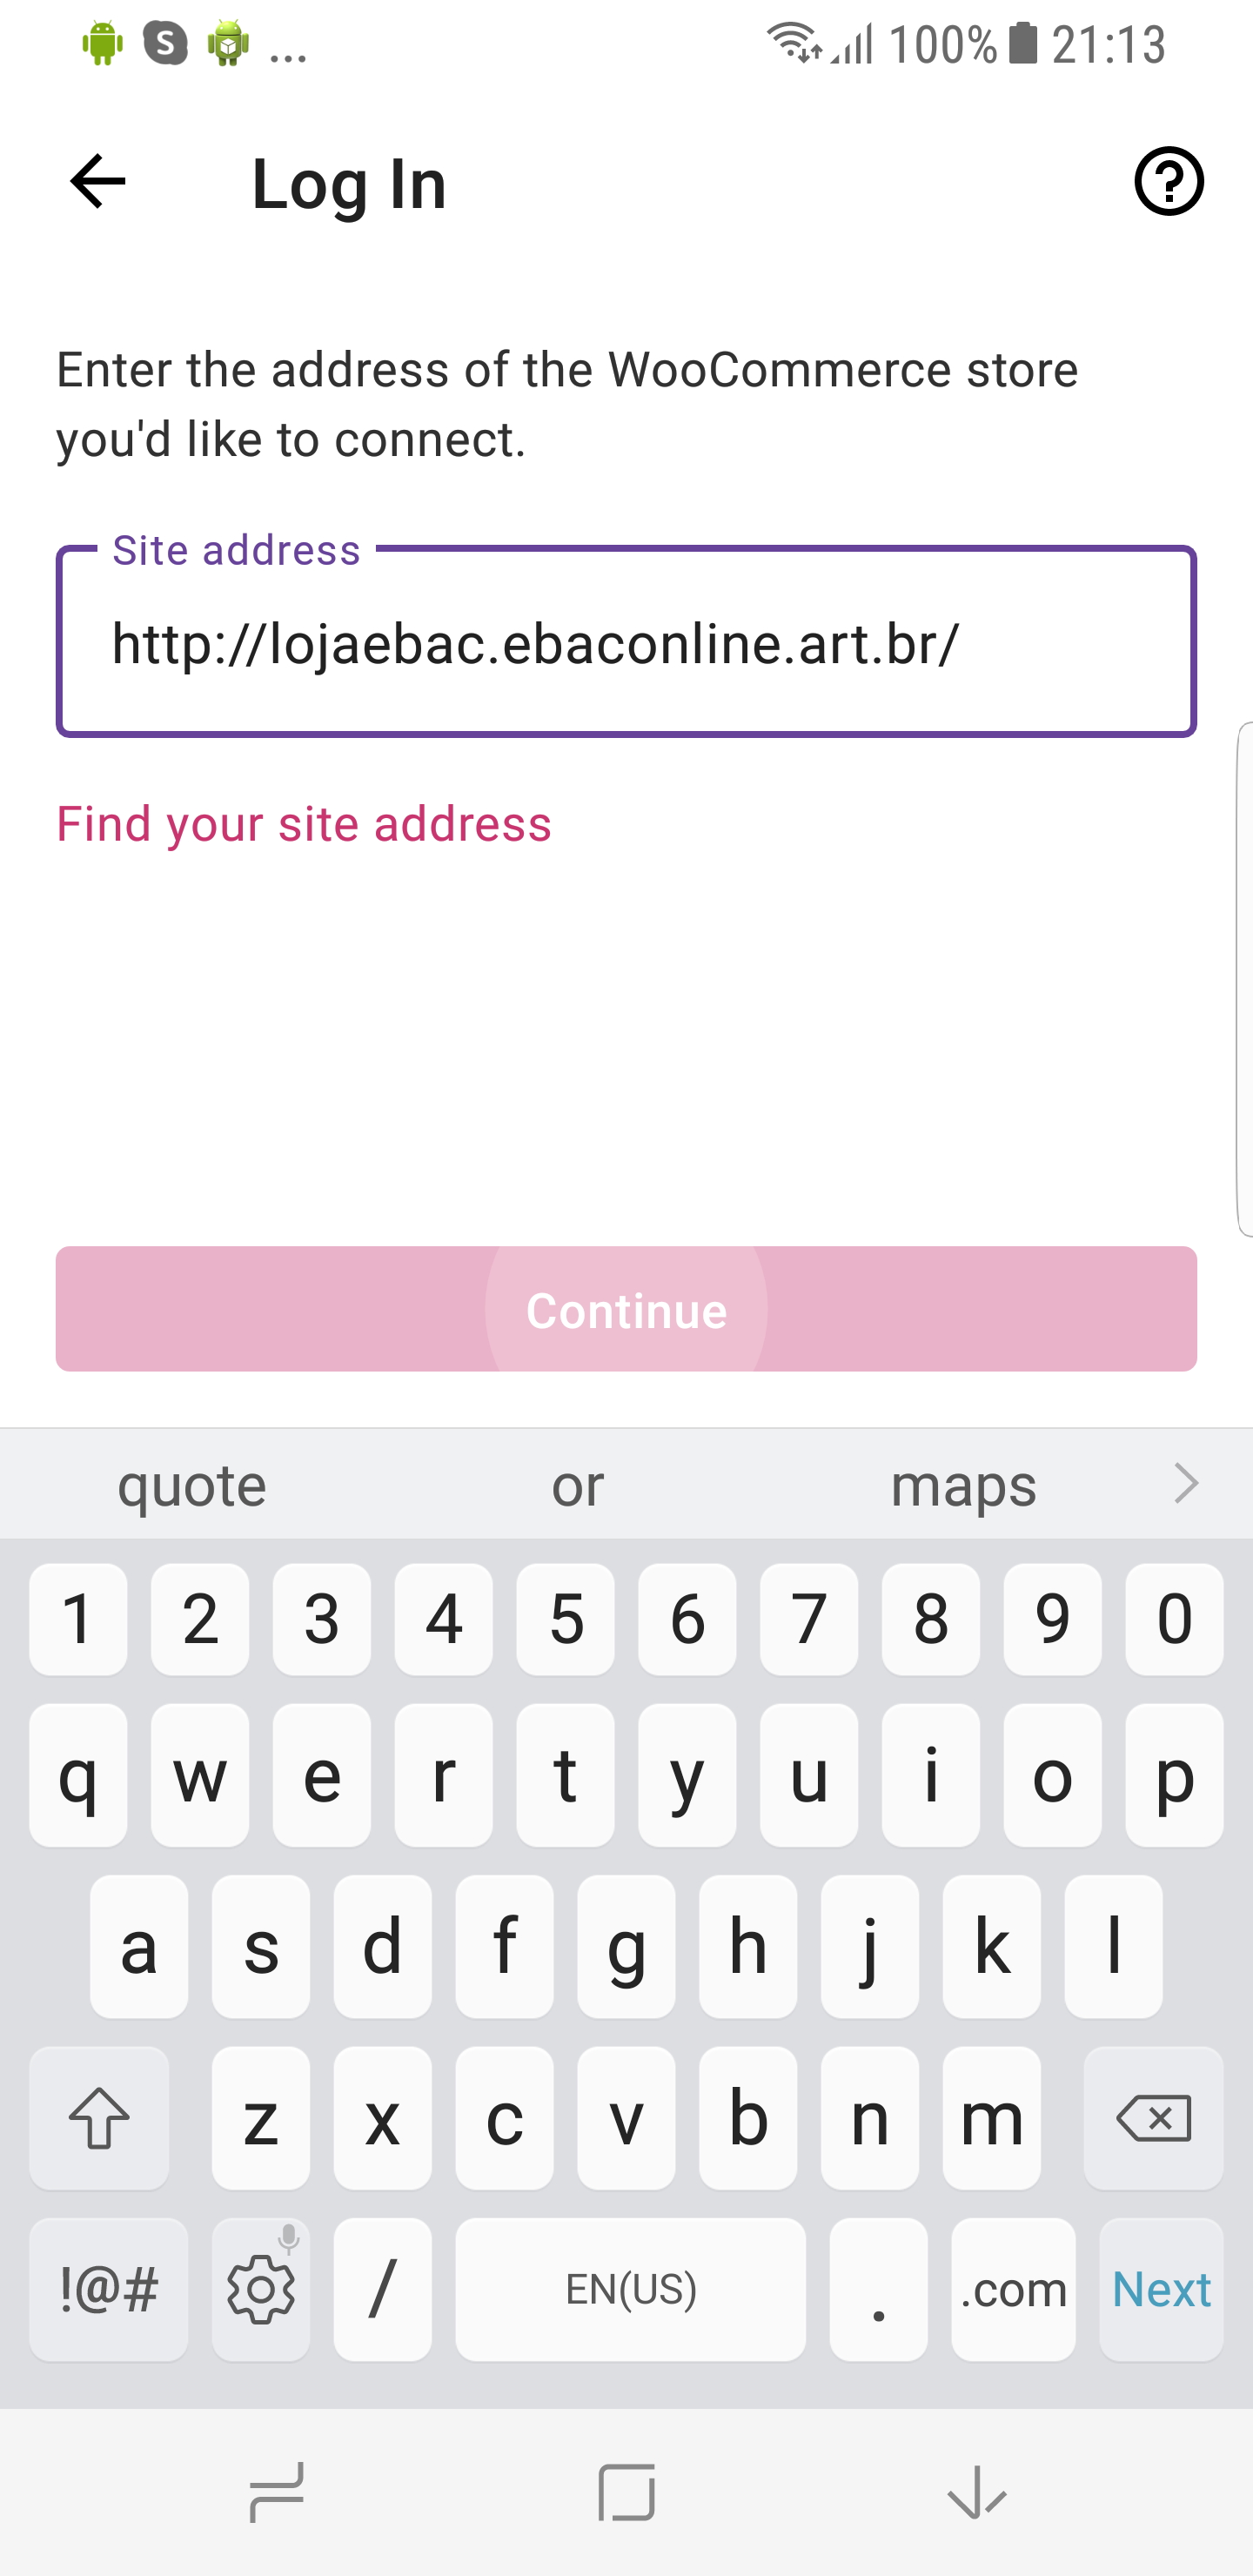 ... 100% 21:13
Log In
Enter the address of the WooCommerce store
you'd like to connect.
Site address
http://lojaebac.ebaconline.art.br/
Find your site address
Continue
quote or maps
1 2 3 4 5 6 7 8 9 0
q w e r t y u i o p
a s d f g h j k l
z x c v b n m
!@# / EN(US) . .com Next